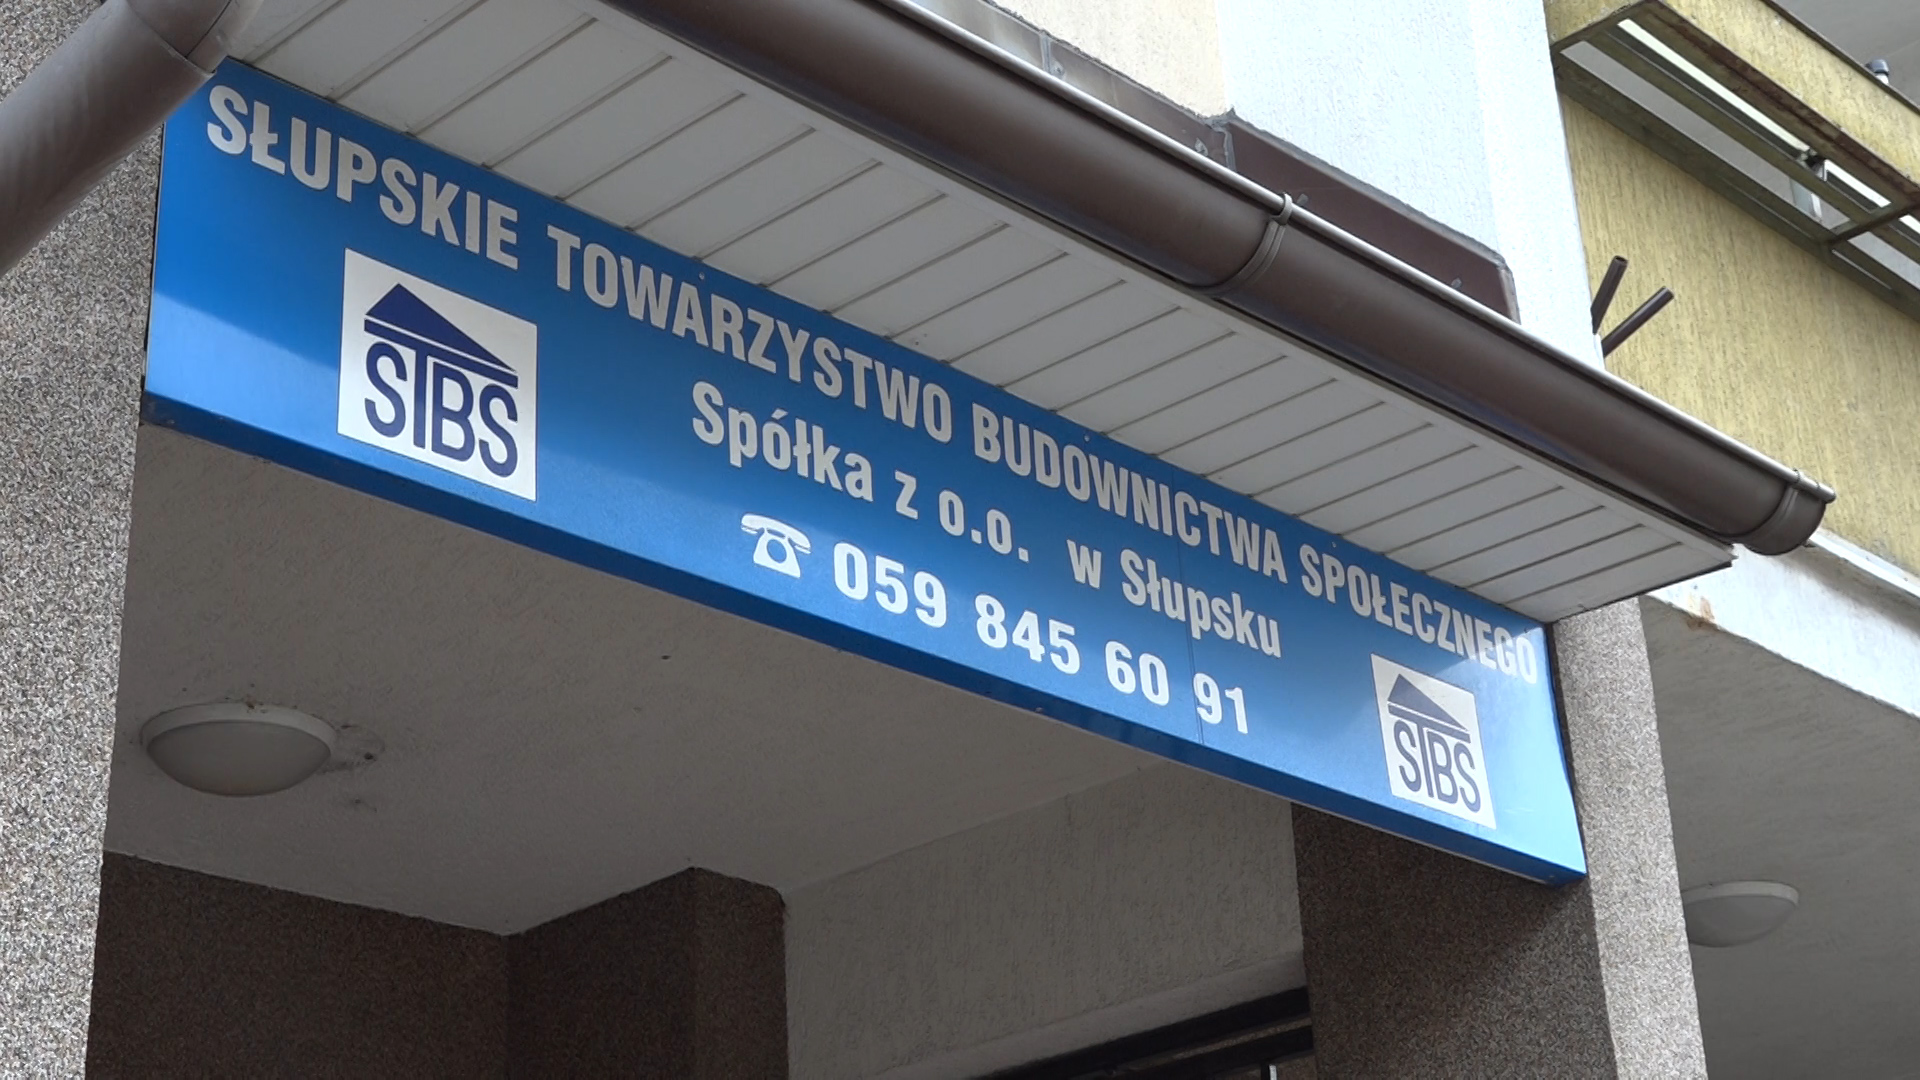 SŁUPSKIE TOWARZYSTWO BUDOWNICTWA SPOŁECZNEGO
STBS
Spółka z o.o. w Słupsku
☎ 059 845 60 91
STBS